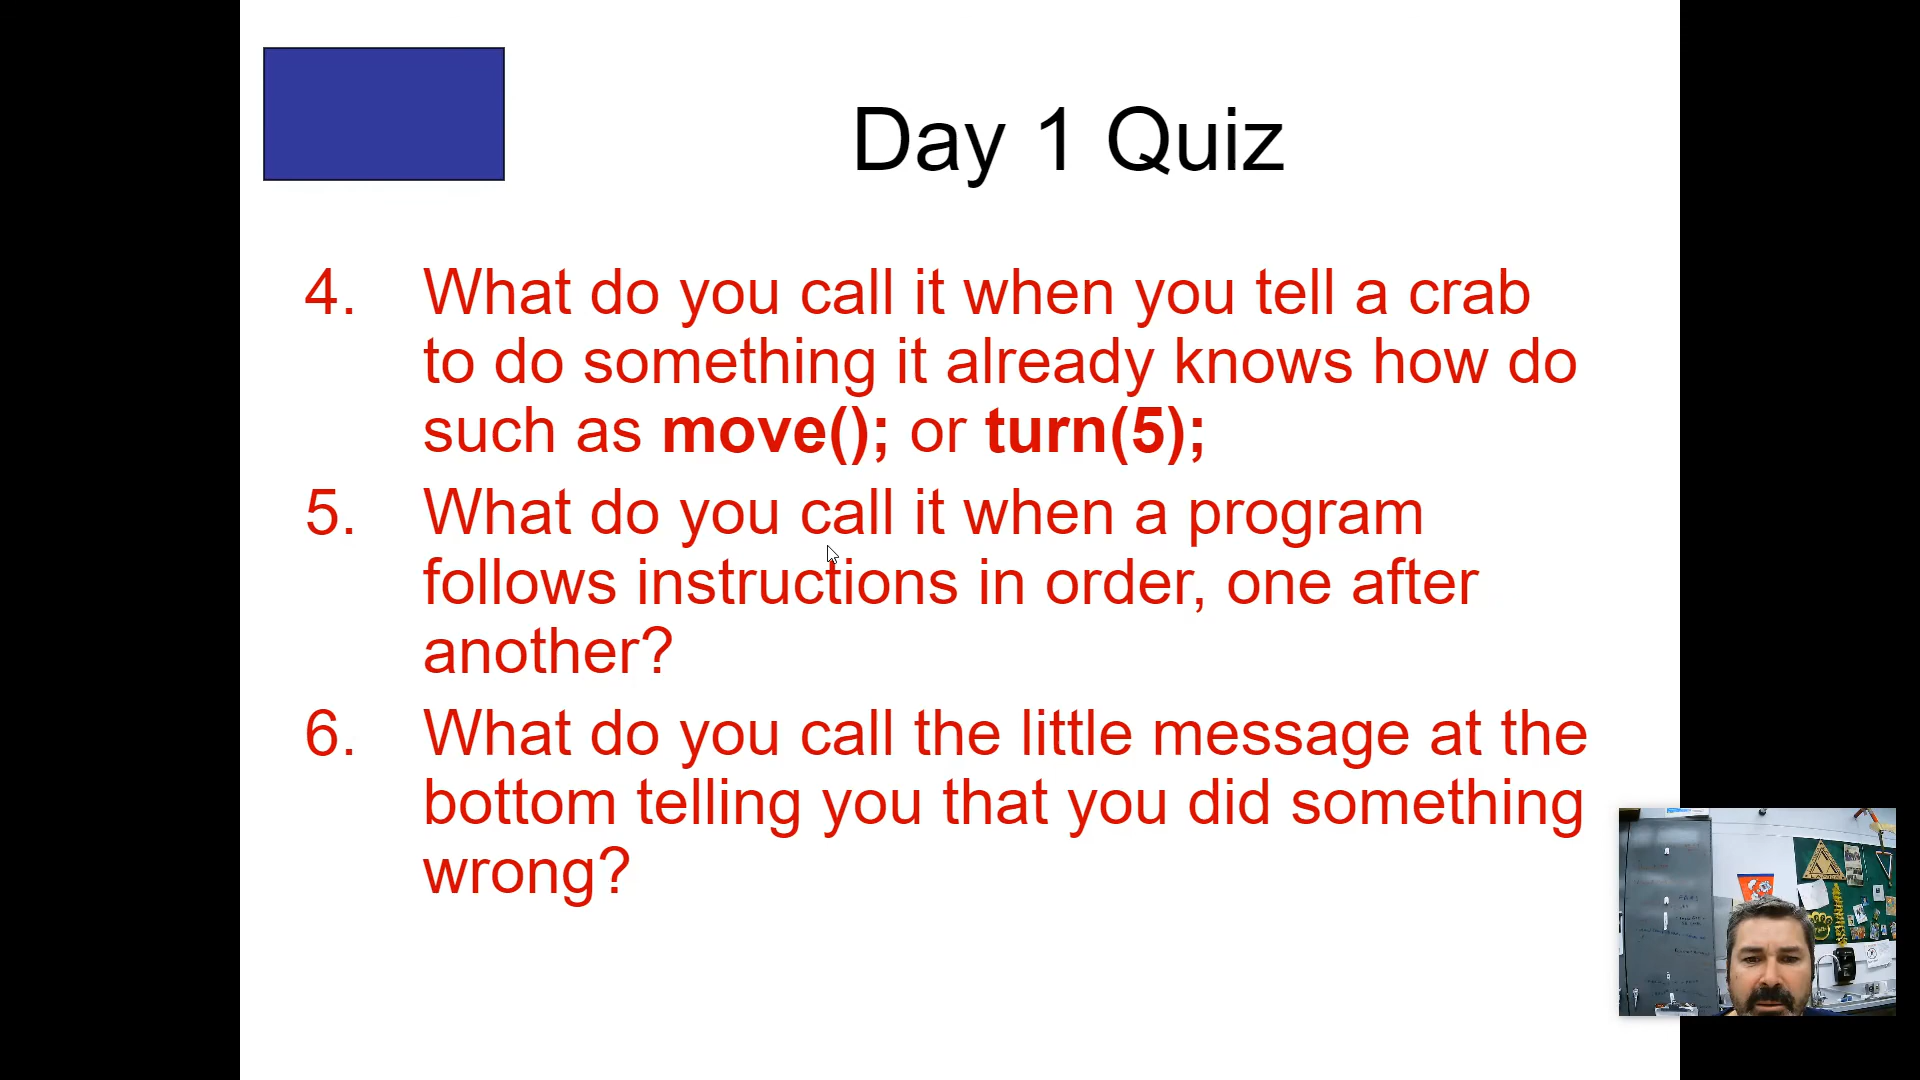 Day 1 Quiz
4. What do you call it when you tell a crab
to do something it already knows how do
such as move(); or turn(5);
5. What do you call it when a program
follows instructions in order, one after
another?
6. What do you call the little message at the
bottom telling you that you did something
wrong?